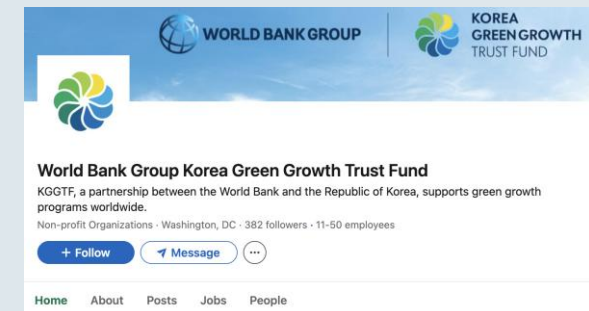 WORLD BANK GROUP
KOREA
GREEN GROWTH
TRUST FUND
World Bank Group Korea Green Growth Trust Fund
KGGTF, a partnership between the World Bank and the Republic of Korea, supports green growth
programs worldwide.
Non-profit Organizations · Washington, DC · 382 followers · 11-50 employees
+ Follow
Message
Home About Posts Jobs People